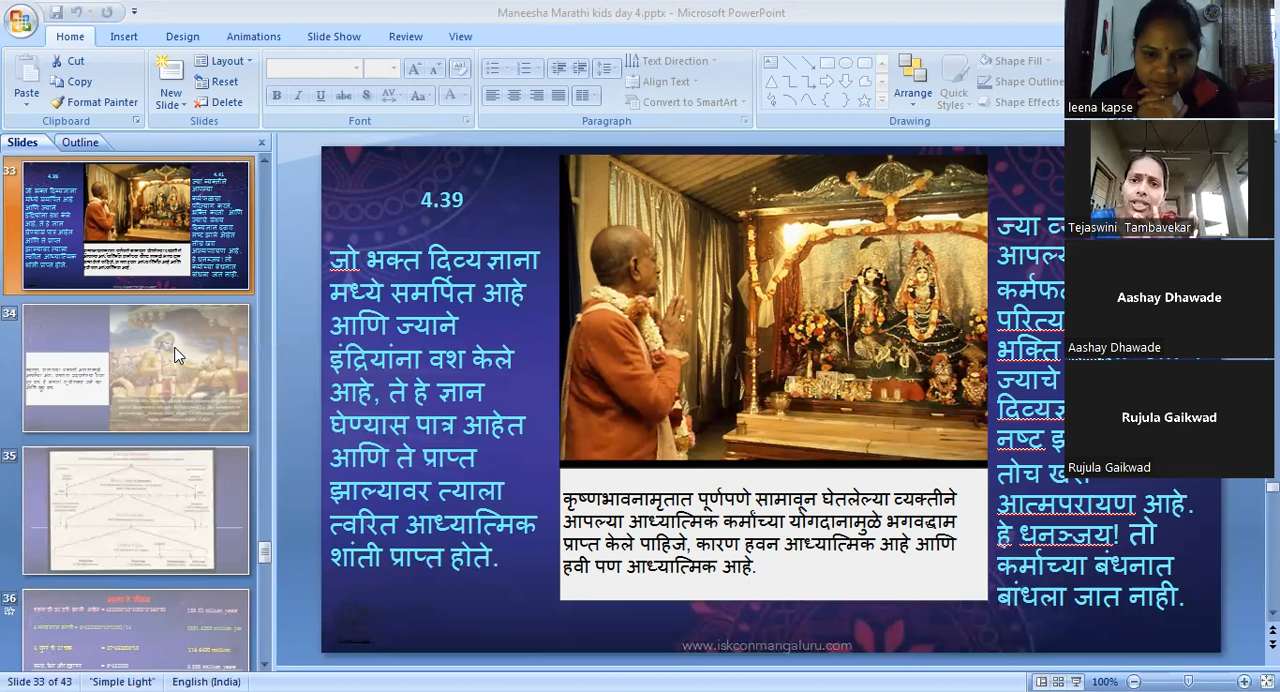 Maneesha Marathi kids day 4.pptx - Microsoft PowerPoint
Home Insert Design Animations Slide Show Review View
Cut
Copy
Format Painter
Paste
Clipboard
New
Slide
Layout
Reset
Delete
Slides
Font
Paragraph
Text Direction
Align Text
Convert to SmartArt
Arrange
Quick
Styles
Shape Fill
Shape Outline
Shape Effects
Drawing
leena kapse
Tejaswini Tambavekar
Aashay Dhawade
Aashay Dhawade
Rujula Gaikwad
Rujula Gaikwad
Slides Outline
33
34
35
36
4.39
जो भक्त दिव्यज्ञाना
मध्ये समर्पित आहे
आणि ज्याने
इंद्रियांना वश केले
आहे, ते हे ज्ञान
घेण्यास पात्र आहेत
आणि ते प्राप्त
झाल्यावर त्याला
त्वरित आध्यात्मिक
शांती प्राप्त होते.
कृष्णभावनामृतात पूर्णपणे सामावून घेतलेल्या व्यक्तीने
आपल्या आध्यात्मिक कर्मांच्या योगदानामुळे भगवद्धाम
प्राप्त केले पाहिजे, कारण हवन आध्यात्मिक आहे आणि
हवी पण आध्यात्मिक आहे.
ज्या
भक्ति
ज्याचे
तोच
आत्मपरायण आहे.
हे धनञ्जय! तो
कर्माच्या बंधनात
बांधला जात नाही.
www.iskconmangaluru.com
Slide 33 of 43 "Simple Light" English (India) 100%